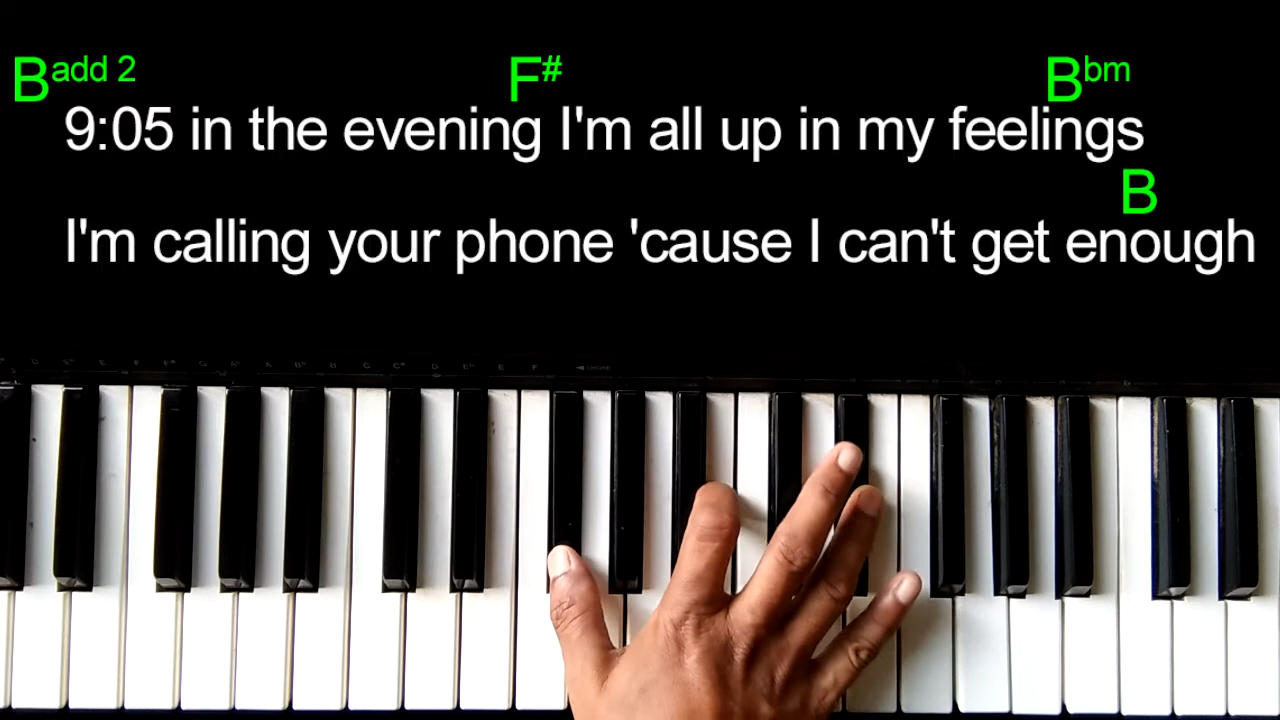 Badd 2 F# Bbm
9:05 in the evening I'm all up in my feelings
B
I'm calling your phone 'cause I can't get enough